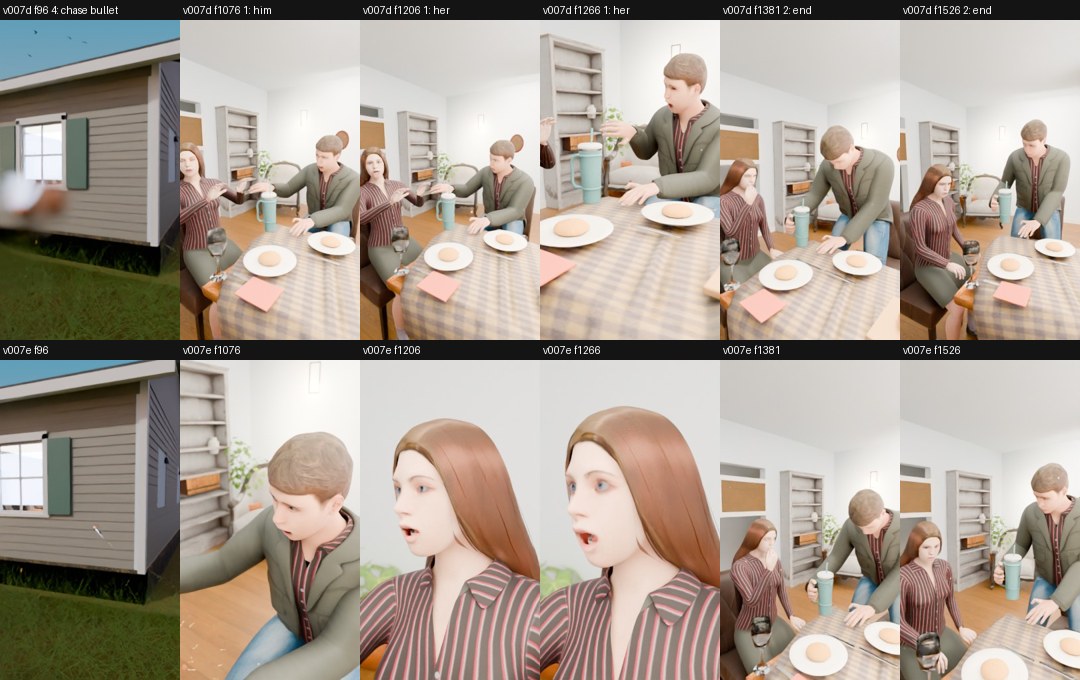 v007d f96 4: chase bullet
v007d f1076 1: him
v007d f1206 1: her
v007d f1266 1: her
v007d f1381 2: end
v007d f1526 2: end
v007e f96
v007e f1076
v007e f1206
v007e f1266
v007e f1381
v007e f1526